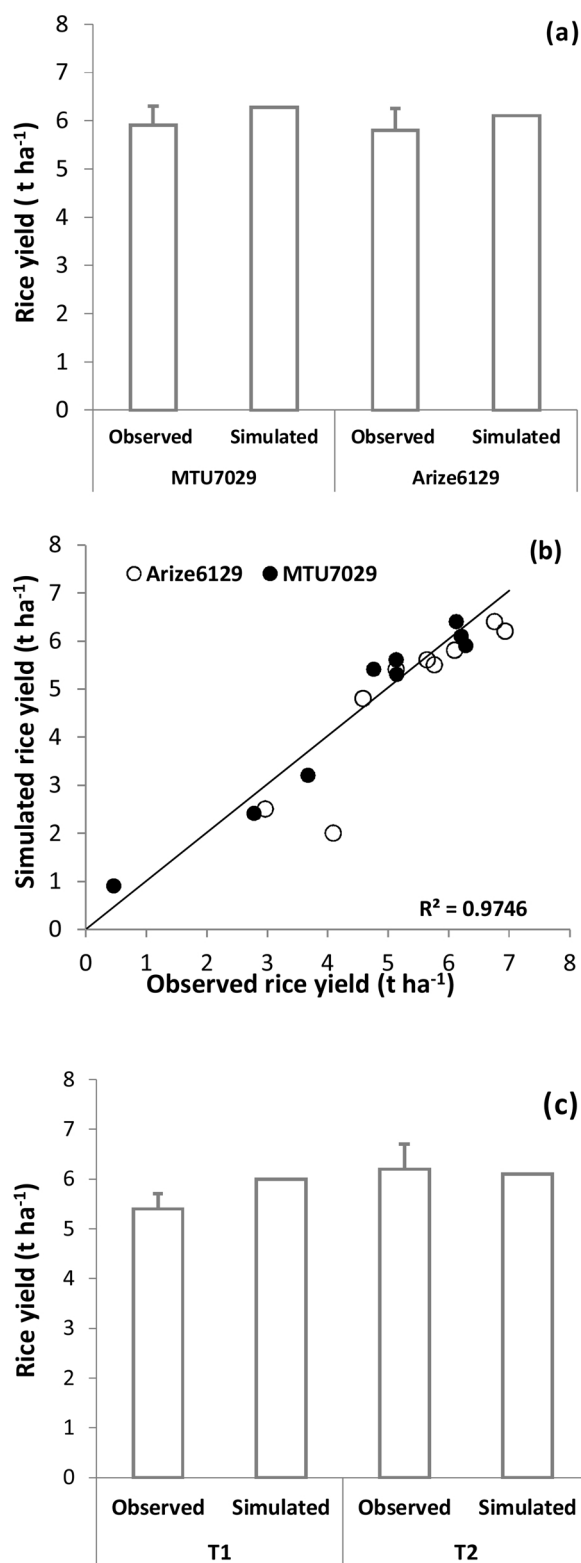 (a)
Rice yield ( t ha-1)
8
7
6
5
4
3
2
1
0
Observed Simulated Observed Simulated
MTU7029 Arize6129
(b)
Arize6129 MTU7029
Simulated rice yield (t ha-1)
8
7
6
5
4
3
2
1
0
R² = 0.9746
0 1 2 3 4 5 6 7 8
Observed rice yield (t ha-1)
(c)
Rice yield (t ha-1)
8
7
6
5
4
3
2
1
0
Observed Simulated Observed Simulated
T1 T2